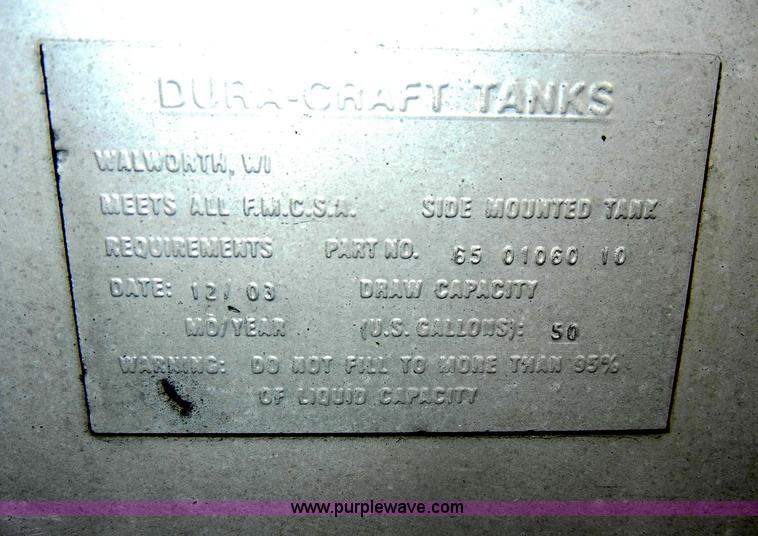 DURA-CRAFT TANKS
WALWORTH, WI
MEETS ALL F.M.C.S.A. SIDE MOUNTED TANK
REQUIREMENTS PART NO. 65 01060 10
DATE: 12/ 03 DRAW CAPACITY
MO/YEAR (U.S. GALLONS): 50
WARNING: DO NOT FILL TO MORE THAN 95%
OF LIQUID CAPACITY
www.purplewave.com